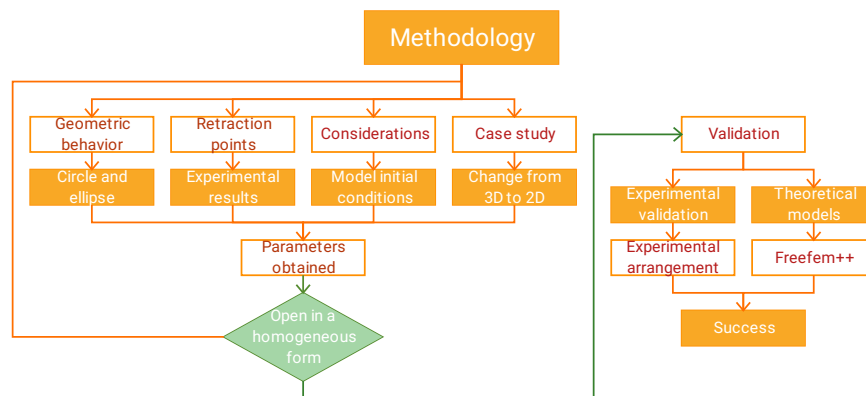 Methodology
Geometric
behavior
Retraction
points
Considerations
Case study
Circle and
ellipse
Experimental
results
Model initial
conditions
Change from
3D to 2D
Parameters
obtained
Open in a
homogeneous
form
Validation
Experimental
validation
Theoretical
models
Experimental
arrangement
Freefem++
Success